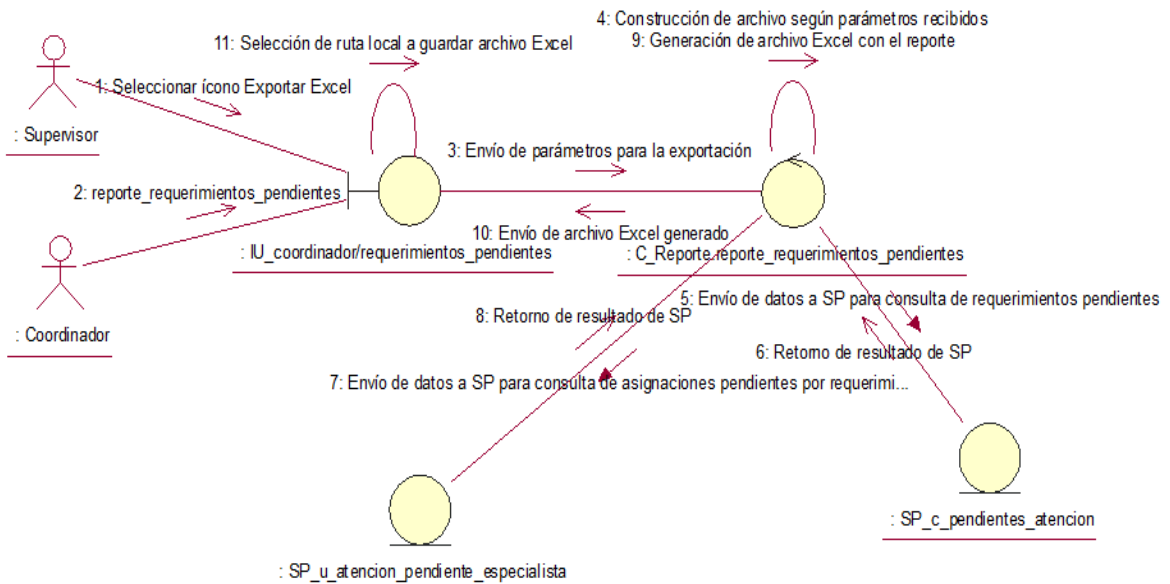 4: Construcción de archivo según parámetros recibidos
11: Selección de ruta local a guardar archivo Excel
9: Generación de archivo Excel con el reporte
1: Seleccionar ícono Exportar Excel
: Supervisor
3: Envío de parámetros para la exportación
2: reporte_requerimientos_pendientes
10: Envío de archivo Excel generado
: IU_coordinador/requerimientos_pendientes
: C_Reporte.reporte_requerimientos_pendientes
5: Envío de datos a SP para consulta de requerimientos pendientes
8: Retorno de resultado de SP
: Coordinador
6: Retorno de resultado de SP
7: Envío de datos a SP para consulta de asignaciones pendientes por requerimi...
: SP_c_pendientes_atencion
: SP_u_atencion_pendiente_especialista